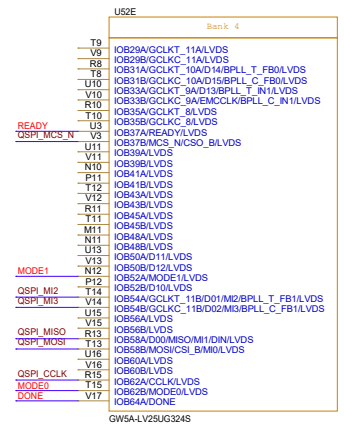 U52E
Bank 4
T9 IOB29A/GCLKT_11A/LVDS
V9 IOB29B/GCLKC_11A/LVDS
R8 IOB31A/GCLKT_10A/D14/BPLL_T_FB0/LVDS
T8 IOB31B/GCLKC_10A/D15/BPLL_C_FB0/LVDS
U10 IOB33A/GCLKT_9A/D13/BPLL_T_IN1/LVDS
V10 IOB33B/GCLKC_9A/EMCCLK/BPLL_C_IN1/LVDS
R10 IOB35A/GCLKT_8/LVDS
T10 IOB35B/GCLKC_8/LVDS
READY U3 IOB37A/READY/LVDS
QSPI_MCS_N V3 IOB37B/MCS_N/CSO_B/LVDS
U11 IOB39A/LVDS
V11 IOB39B/LVDS
N10 IOB41A/LVDS
P11 IOB41B/LVDS
T12 IOB43A/LVDS
V12 IOB43B/LVDS
R11 IOB45A/LVDS
T11 IOB45B/LVDS
M11 IOB48A/LVDS
N11 IOB48B/LVDS
U13 IOB50A/D11/LVDS
V13 IOB50B/D12/LVDS
MODE1 N12 IOB52A/MODE1/LVDS
P12 IOB52B/D10/LVDS
QSPI_MI2 T14 IOB54A/GCLKT_11B/D01/MI2/BPLL_T_FB1/LVDS
QSPI_MI3 V14 IOB54B/GCLKC_11B/D02/MI3/BPLL_C_FB1/LVDS
U15 IOB56A/LVDS
V15 IOB56B/LVDS
QSPI_MISO R13 IOB58A/D00/MISO/MI1/DIN/LVDS
QSPI_MOSI T13 IOB58B/MOSI/CSI_B/MI0/LVDS
U16 IOB60A/LVDS
V16 IOB60B/LVDS
QSPI_CCLK R15 IOB62A/CCLK/LVDS
MODE0 T15 IOB62B/MODE0/LVDS
DONE V17 IOB64A/DONE
GW5A-LV25UG324S